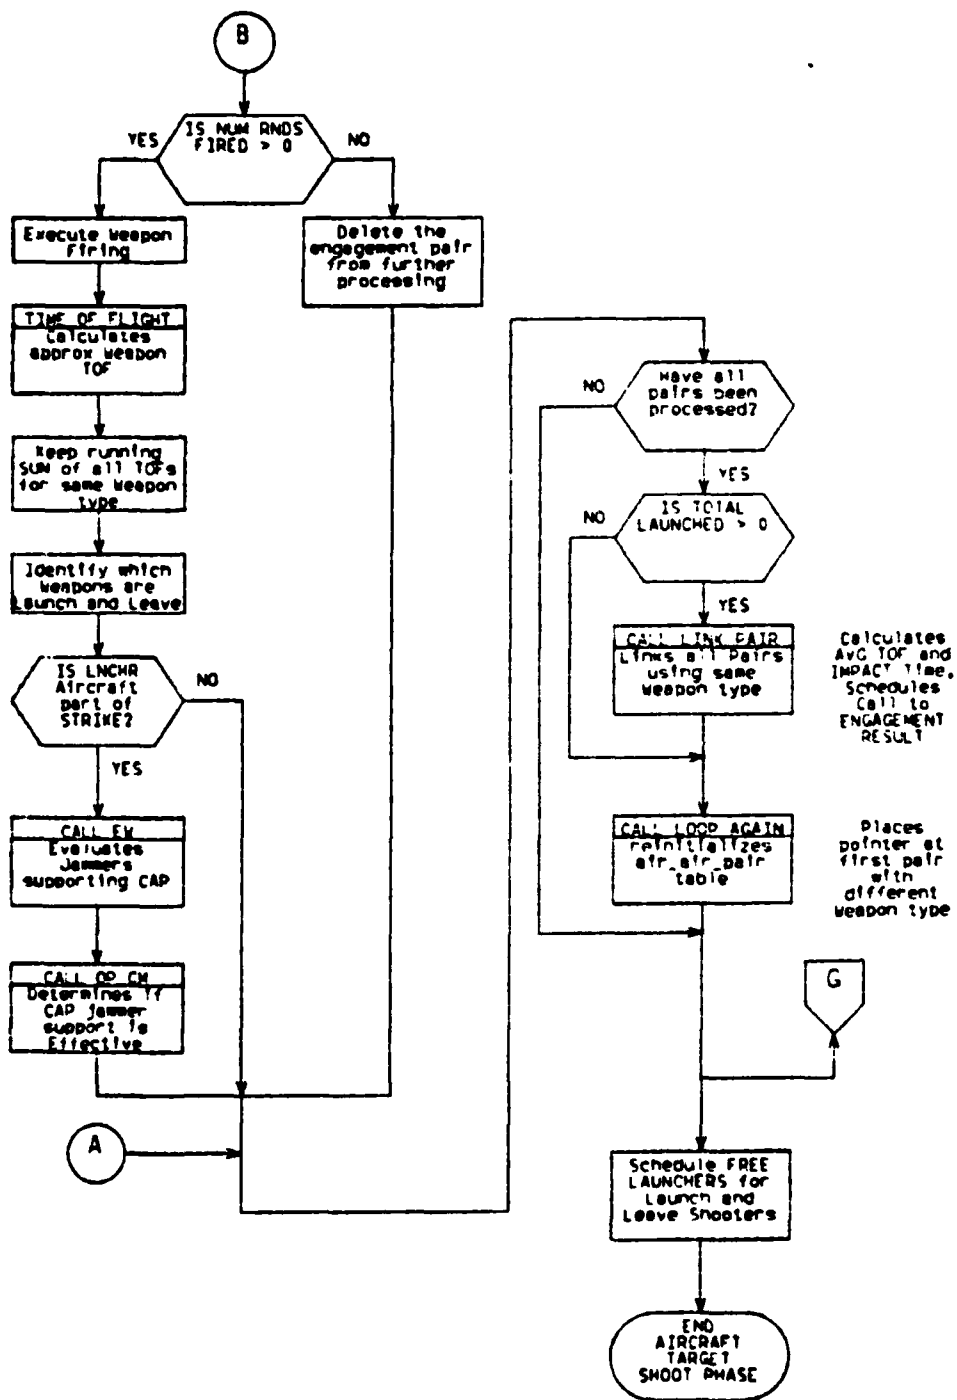 B
IS NUM RNDS
FIRED > 0
YES
NO
Execute Weapon
Firing
Delete the
engagement pair
from further
processing
TIME OF FLIGHT
Calculates
approx Weapon
TOF
Keep running
SUM of all TOFs
for same Weapon
type
Identify which
Weapons are
Launch and Leave
IS LNCHR
Aircraft
part of
STRIKE?
NO
YES
CALL EW
Evaluates
Jammers
supporting CAP
CALL OP CM
Determines if
CAP jammer
support is
Effective
A
Have all
pairs been
processed?
NO
YES
IS TOTAL
LAUNCHED > 0
NO
YES
CALL LINK PAIR
Links all Pairs
using same
Weapon type
Calculates
AVG TOF and
IMPACT Time,
Schedules
Call to
ENGAGEMENT
RESULT
CALL LOOP AGAIN
reinitializes
air_air_pair
table
Places
pointer at
first pair
with
different
Weapon type
G
Schedule FREE
LAUNCHERS for
Launch and
Leave Shooters
END
AIRCRAFT
TARGET
SHOOT PHASE